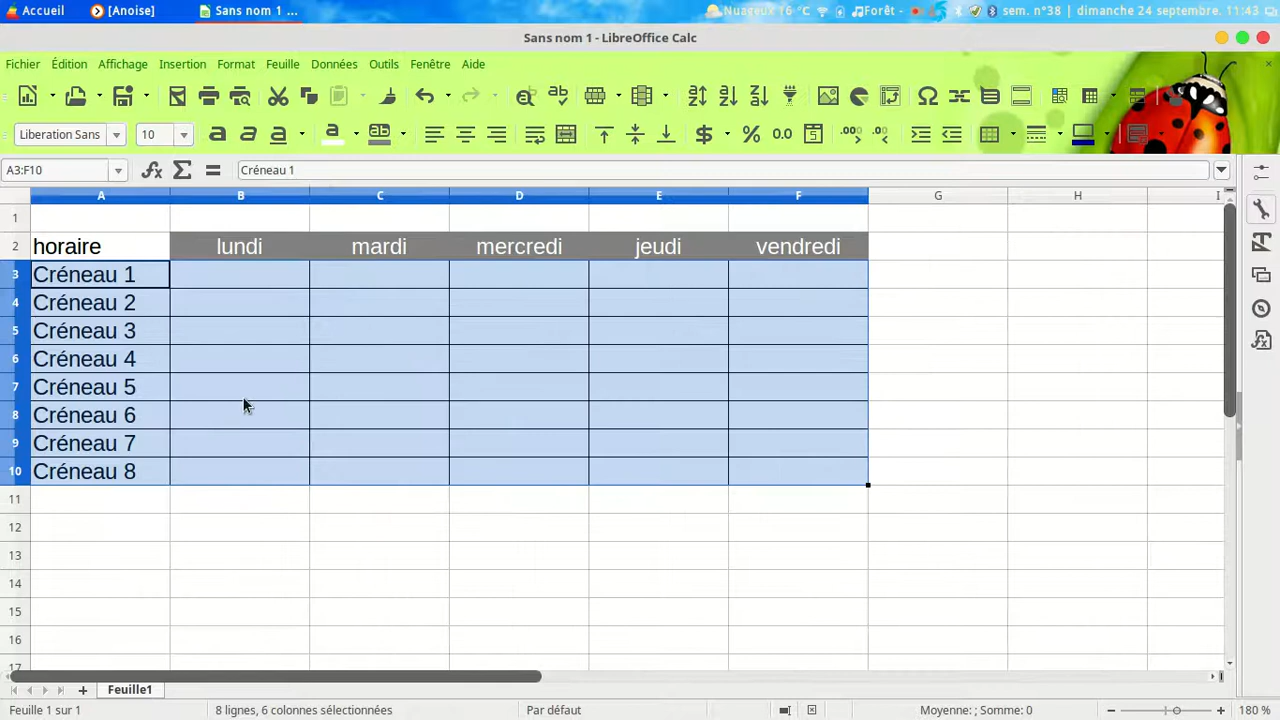 Accueil [Anoise] Sans nom 1 ... Nuageux 16 °C Forêt - sem. n°38 | dimanche 24 septembre. 11:43
Sans nom 1 - LibreOffice Calc
Fichier Édition Affichage Insertion Format Feuille Données Outils Fenêtre Aide
Liberation Sans 10
A3:F10 Créneau 1
A B C D E F G H I
1
2 horaire lundi mardi mercredi jeudi vendredi
3 Créneau 1
4 Créneau 2
5 Créneau 3
6 Créneau 4
7 Créneau 5
8 Créneau 6
9 Créneau 7
10 Créneau 8
11
12
13
14
15
16
17
Feuille1
Feuille 1 sur 1 8 lignes, 6 colonnes sélectionnées Par défaut Moyenne: ; Somme: 0 180 %